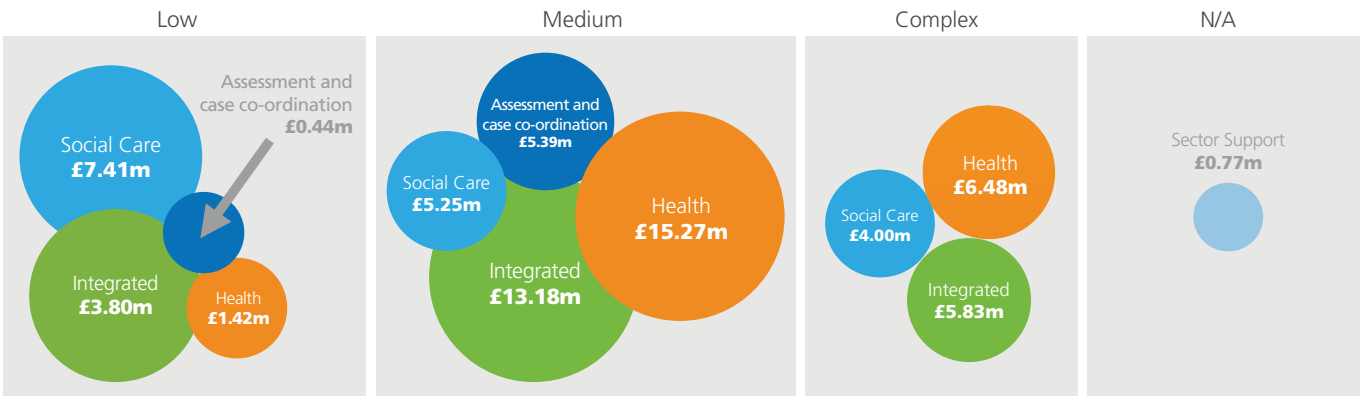 Low
Assessment and
case co-ordination
£0.44m
Social Care
£7.41m
Integrated
£3.80m
Health
£1.42m
Medium
Assessment and
case co-ordination
£5.39m
Social Care
£5.25m
Health
£15.27m
Integrated
£13.18m
Complex
Health
£6.48m
Social Care
£4.00m
Integrated
£5.83m
N/A
Sector Support
£0.77m